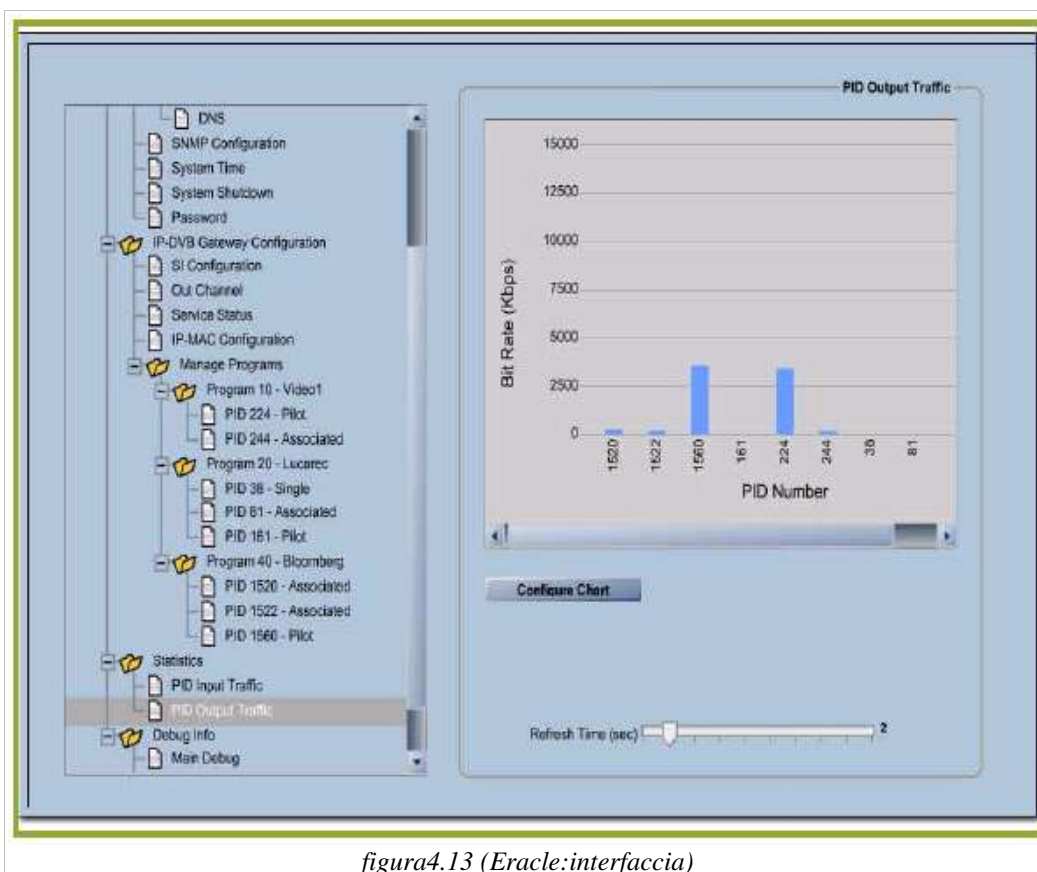 DNS
SNMP Configuration
System Time
System Shutdown
Password
IP-DVB Gateway Configuration
SI Configuration
Out Channel
Service Status
IP-MAC Configuration
Manage Programs
Program 10 - Video1
PID 224 - Pilot
PID 244 - Associated
Program 20 - Lucarec
PID 38 - Single
PID 81 - Associated
PID 161 - Pilot
Program 40 - Bloomberg
PID 1520 - Associated
PID 1522 - Associated
PID 1560 - Pilot
Statistics
PID Input Traffic
PID Output Traffic
Debug Info
Main Debug
PID Output Traffic
15000
12500
10000
7500
5000
2500
0
Bit Rate (Kbps)
1520 1522 1560 161 224 244 38 81
PID Number
Configure Chart
Refresh Time (sec) 2
figura4.13 (Eracle:interfaccia)